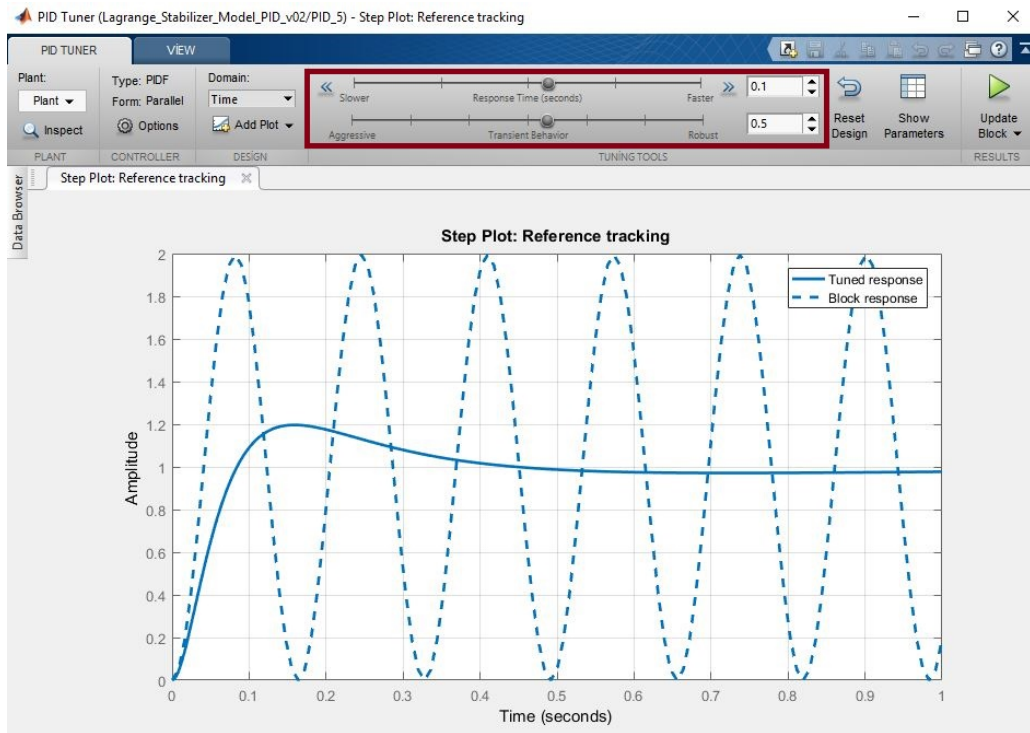 PID Tuner (Lagrange_Stabilizer_Model_PID_v02/PID_5) - Step Plot: Reference tracking
PID TUNER
VIEW
Plant:
Plant
Inspect
PLANT
Type: PIDF
Form: Parallel
Options
CONTROLLER
Domain:
Time
Add Plot
DESIGN
Slower
Response Time (seconds)
Faster
0.1
Aggressive
Transient Behavior
Robust
0.5
TUNING TOOLS
Reset
Design
Show
Parameters
Update
Block
RESULTS
Data Browser
Step Plot: Reference tracking
Step Plot: Reference tracking
Tuned response
Block response
Amplitude
2
1.8
1.6
1.4
1.2
1
0.8
0.6
0.4
0.2
0
0 0.1 0.2 0.3 0.4 0.5 0.6 0.7 0.8 0.9 1
Time (seconds)